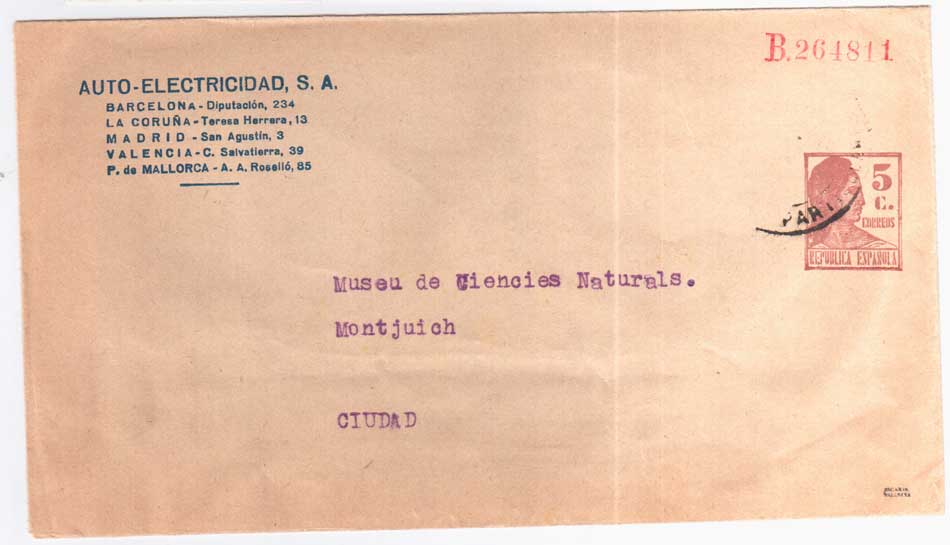 B.264811
AUTO-ELECTRICIDAD, S. A.
BARCELONA - Diputación, 234
LA CORUÑA - Teresa Herrera, 13
MADRID - San Agustín, 3
VALENCIA - C. Salvatierra, 39
P. de MALLORCA - A. A. Roselló, 85
5
C.
CORREOS
REPUBLICA ESPAÑOLA
Museu de Ciencies Naturals.
Montjuich
CIUDAD